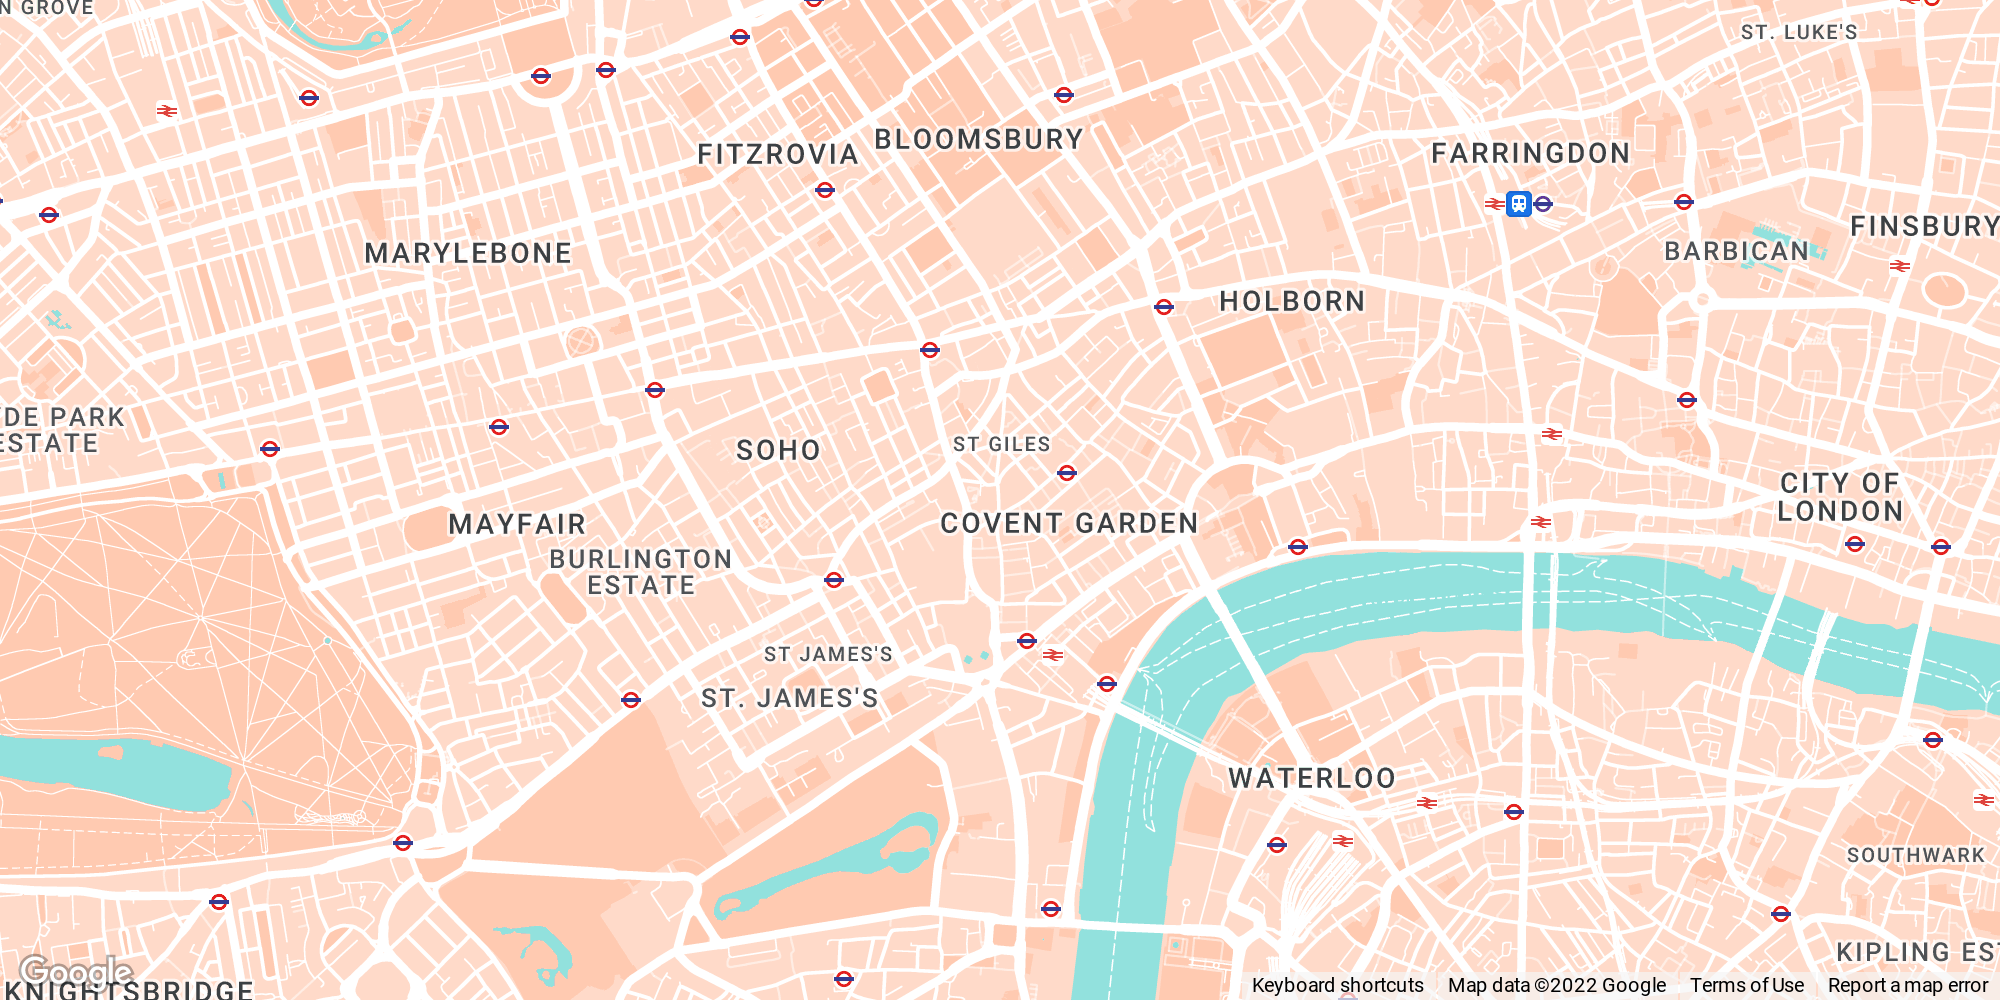 N GROVE
ST. LUKE'S
BLOOMSBURY
FITZROVIA
FARRINGDON
FINSBURY
MARYLEBONE
BARBICAN
HOLBORN
DE PARK
ESTATE
SOHO
ST GILES
CITY OF
LONDON
MAYFAIR
COVENT GARDEN
BURLINGTON
ESTATE
ST JAMES'S
ST. JAMES'S
WATERLOO
SOUTHWARK
KIPLING EST
Google
KNIGHTSBRIDGE
Keyboard shortcuts
Map data ©2022 Google
Terms of Use
Report a map error